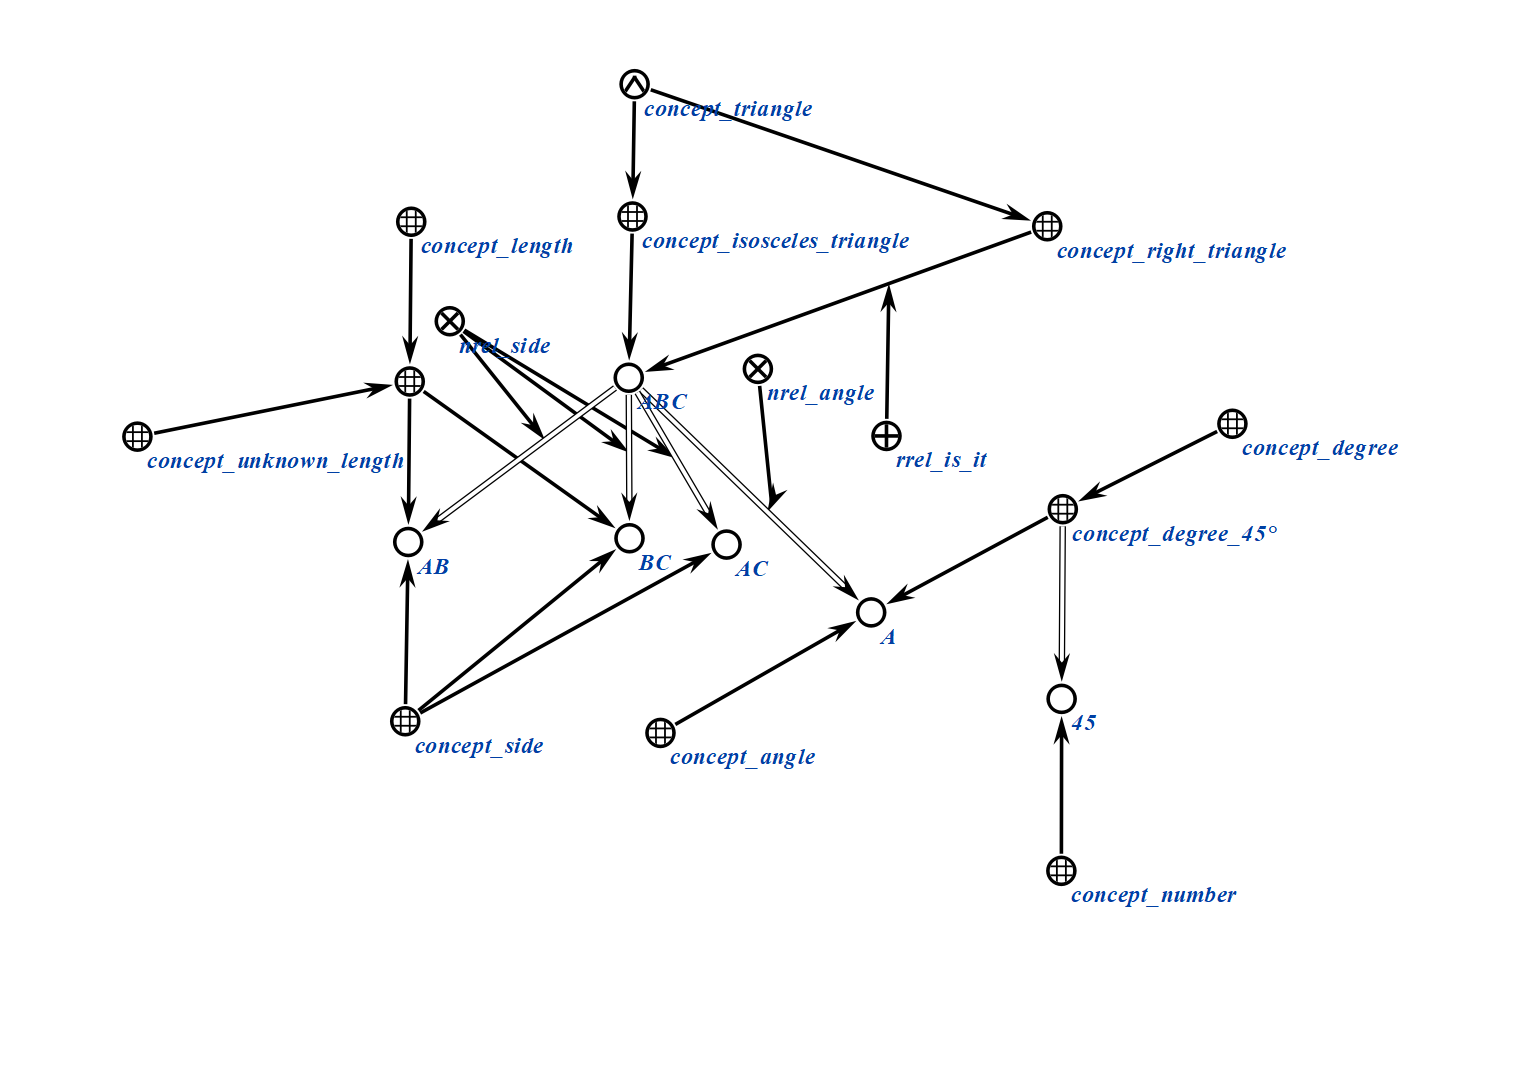 concept_triangle
concept_length
concept_isosceles_triangle
concept_right_triangle
nrel_side
ABC
nrel_angle
concept_unknown_length
rrel_is_it
concept_degree
concept_degree_45°
AB
BC
AC
A
45
concept_side
concept_angle
concept_number